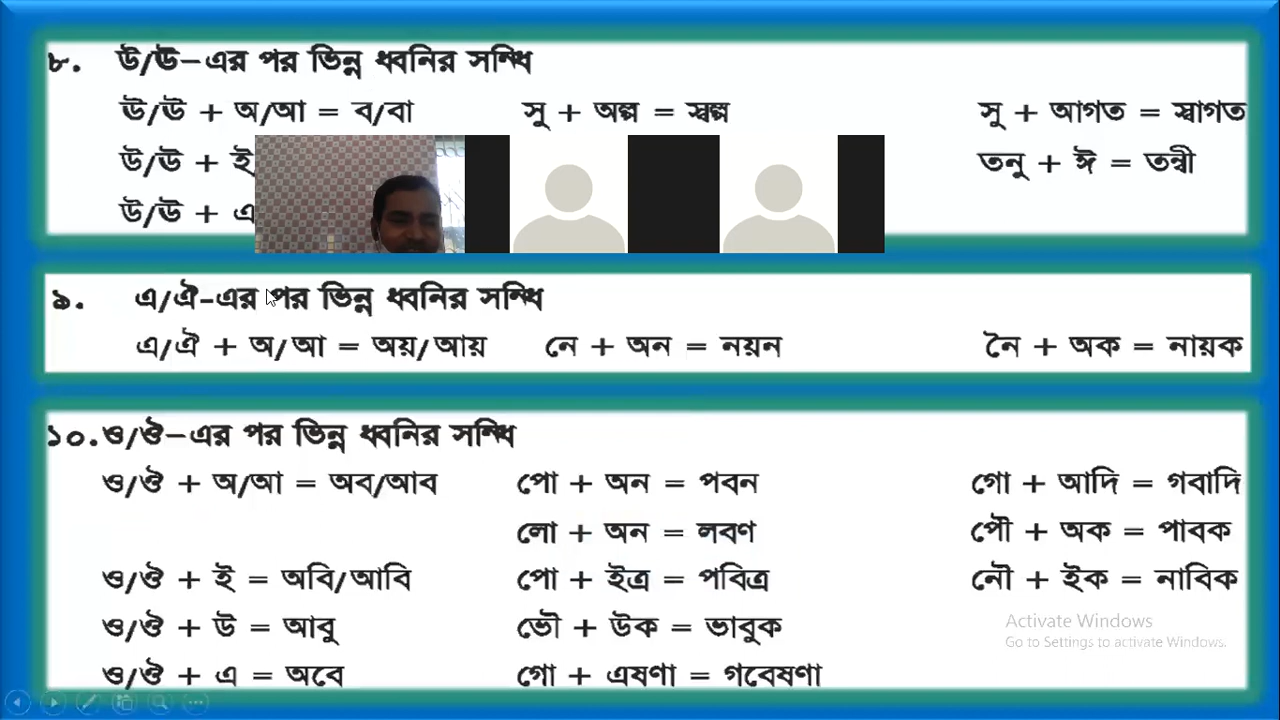 ৮. উ/ঊ-এর পর ভিন্ন ধ্বনির সন্ধি
উ/ঊ + অ/আ = ব/বা সু + অল্প = স্বল্প সু + আগত = স্বাগত
উ/ঊ + ই তনু + ঈ = তন্বী
উ/ঊ + এ
৯. এ/ঐ-এর পর ভিন্ন ধ্বনির সন্ধি
এ/ঐ + অ/আ = অয়/আয় নে + অন = নয়ন নৈ + অক = নায়ক
১০. ও/ঔ-এর পর ভিন্ন ধ্বনির সন্ধি
ও/ঔ + অ/আ = অব/আব পো + অন = পবন গো + আদি = গবাদি
লো + অন = লবণ পৌ + অক = পাবক
ও/ঔ + ই = অবি/আবি পো + ইত্র = পবিত্র নৌ + ইক = নাবিক
ও/ঔ + উ = আবু ভৌ + উক = ভাবুক
ও/ঔ + এ = অবে গো + এষণা = গবেষণা
Activate Windows
Go to Settings to activate Windows.